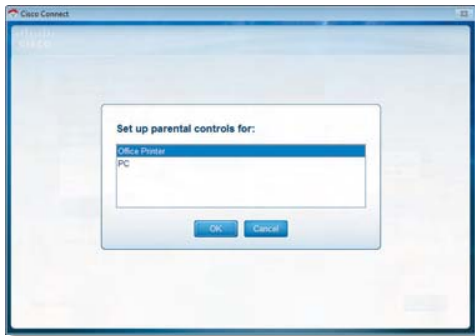 Cisco Connect
Set up parental controls for:
Office Printer
PC
OK
Cancel